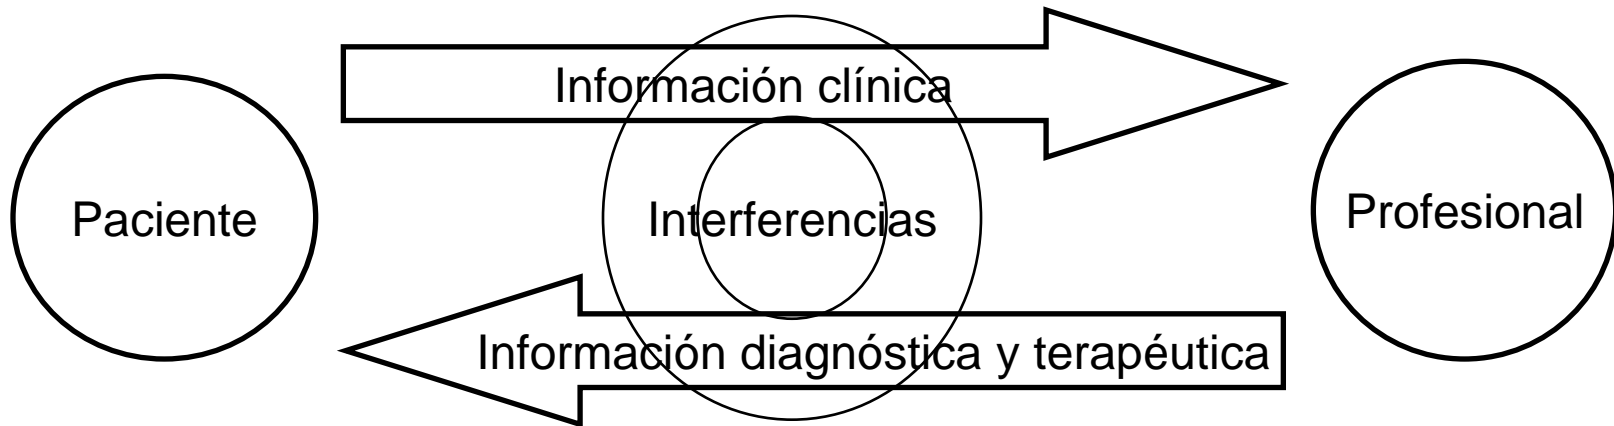 Información clínica
Paciente
Interferencias
Profesional
Información diagnóstica y terapéutica